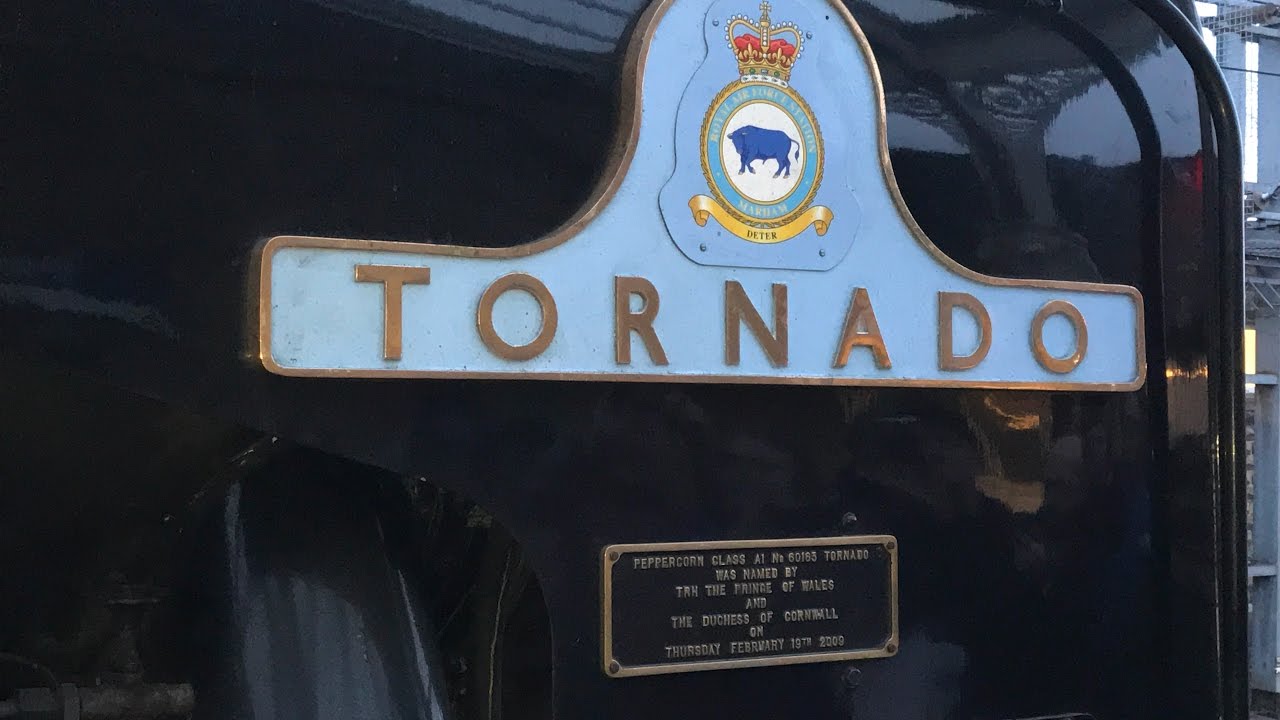 ROYAL AIR FORCE STATION
MARHAM
DETER
TORNADO
PEPPERCORN CLASS A1 No 60163 TORNADO
WAS NAMED BY
TRH THE PRINCE OF WALES
AND
THE DUCHESS OF CORNWALL
ON
THURSDAY FEBRUARY 19TH 2009